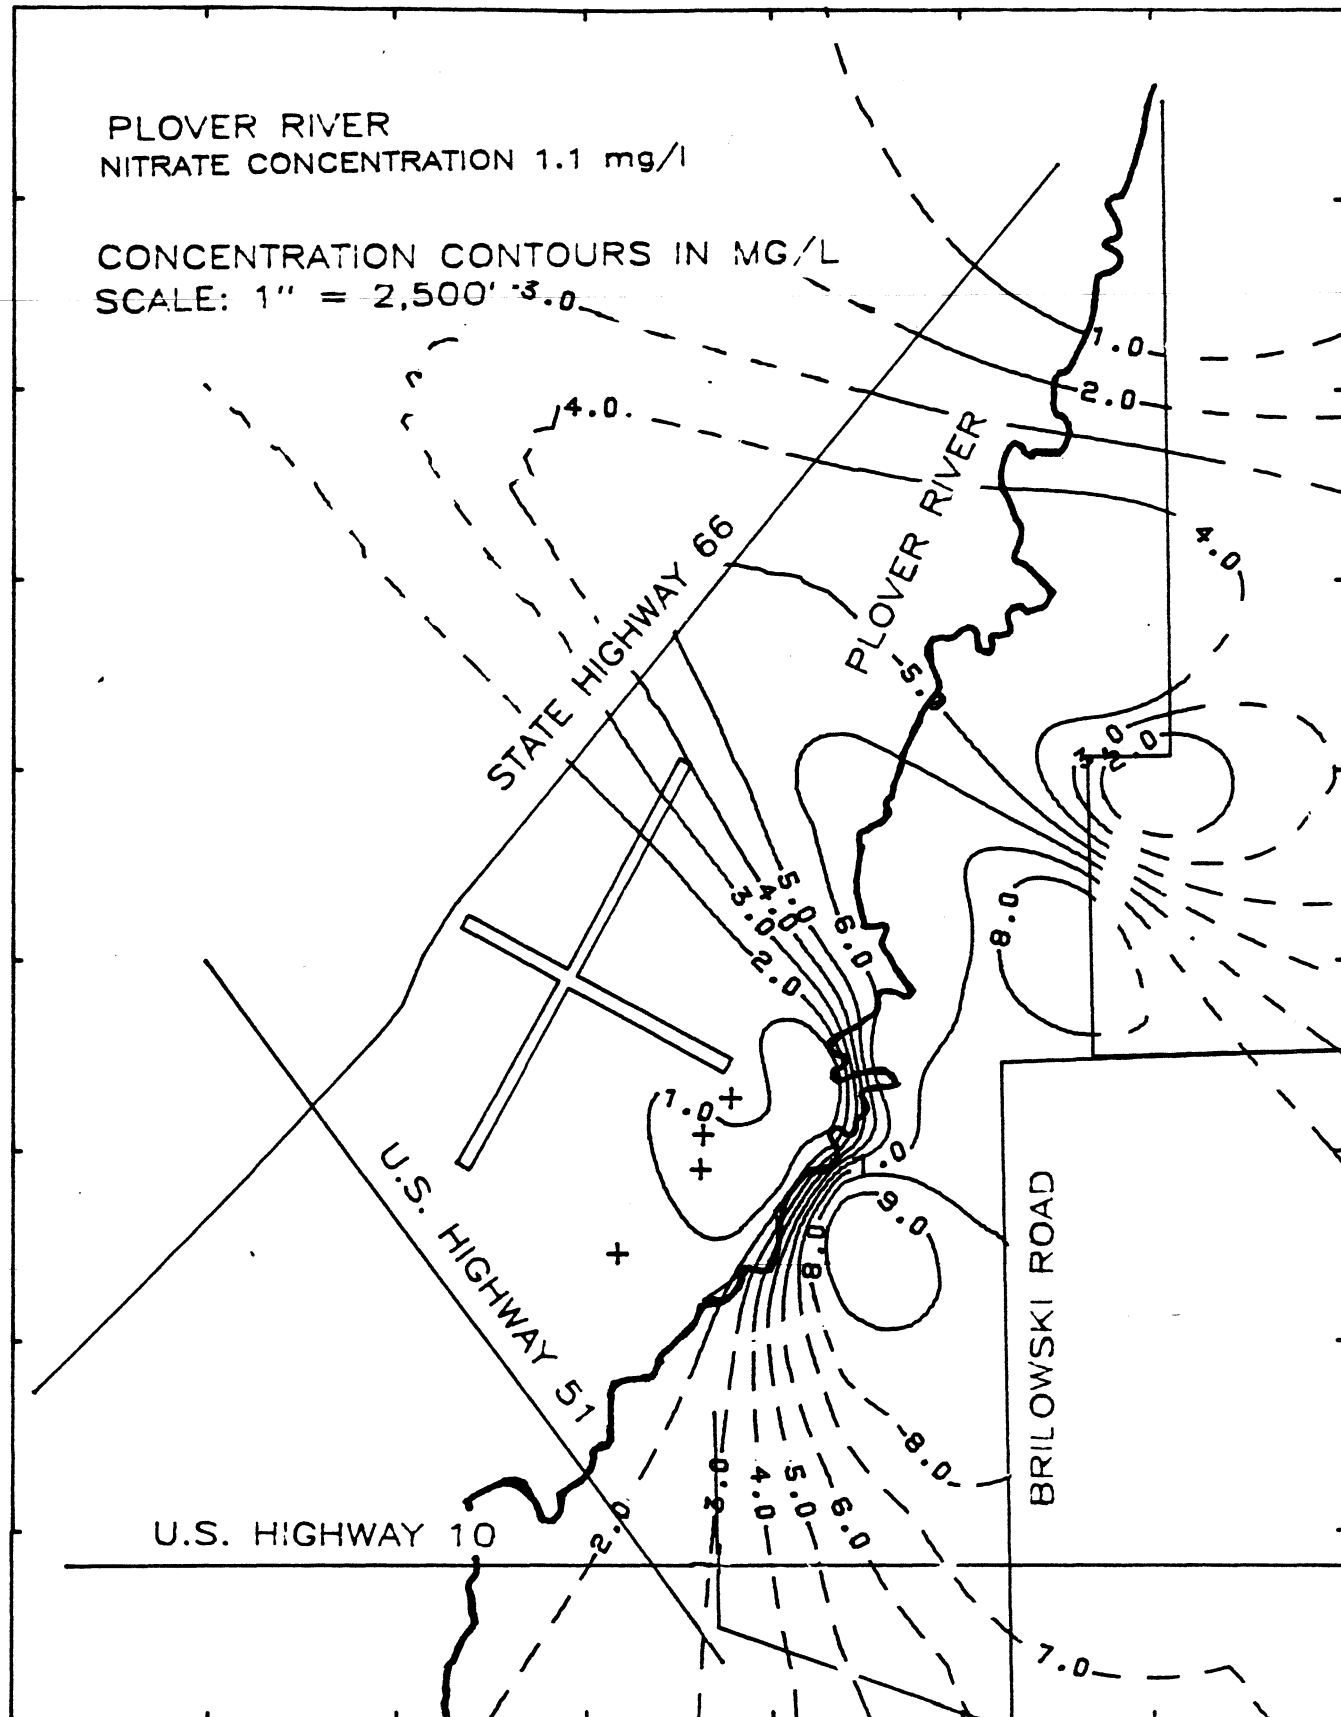 PLOVER RIVER
NITRATE CONCENTRATION 1.1 mg/l
CONCENTRATION CONTOURS IN MG/L
SCALE: 1" = 2,500'
3.0
1.0
2.0
4.0
PLOVER RIVER
STATE HIGHWAY 66
4.0
5.0
2.0
8.0
5.0
4.0
3.0
2.0
6.0
1.0
9.0
8.0
U.S. HIGHWAY 51
BRILOWSKI ROAD
8.0
4.0
5.0
6.0
2.0
U.S. HIGHWAY 10
7.0